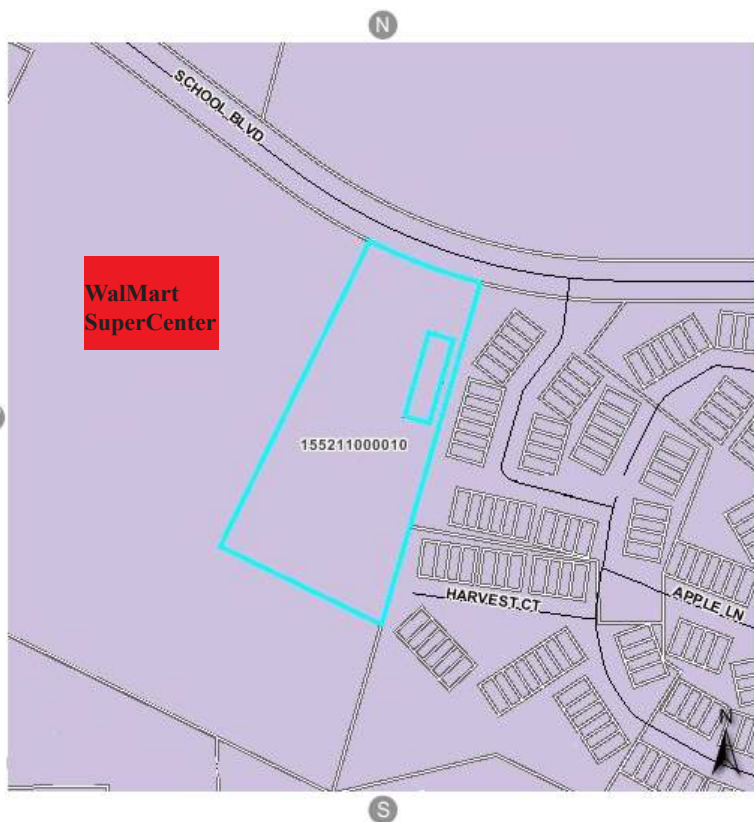 N
SCHOOL BLVD
WalMart
SuperCenter
155211000010
HARVEST CT
APPLE LN
N
S